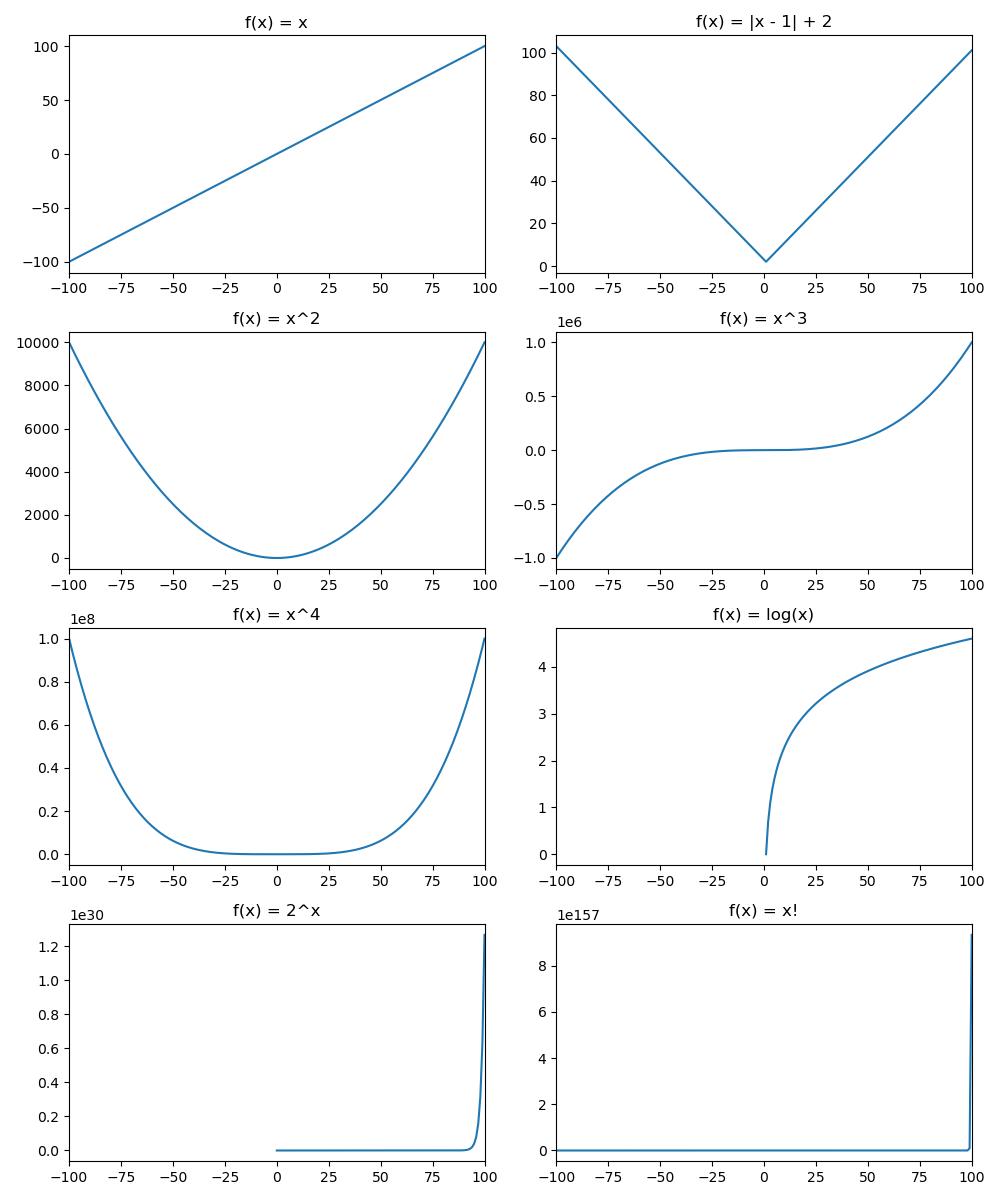 f(x) = x
100
50
0
−50
−100
−100 −75 −50 −25 0 25 50 75 100
f(x) = |x - 1| + 2
100
80
60
40
20
0
−100 −75 −50 −25 0 25 50 75 100
f(x) = x^2
10000
8000
6000
4000
2000
0
−100 −75 −50 −25 0 25 50 75 100
f(x) = x^3
1e6
1.0
0.5
0.0
−0.5
−1.0
−100 −75 −50 −25 0 25 50 75 100
f(x) = x^4
1e8
1.0
0.8
0.6
0.4
0.2
0.0
−100 −75 −50 −25 0 25 50 75 100
f(x) = log(x)
4
3
2
1
0
−100 −75 −50 −25 0 25 50 75 100
f(x) = 2^x
1e30
1.2
1.0
0.8
0.6
0.4
0.2
0.0
−100 −75 −50 −25 0 25 50 75 100
f(x) = x!
1e157
8
6
4
2
0
−100 −75 −50 −25 0 25 50 75 100